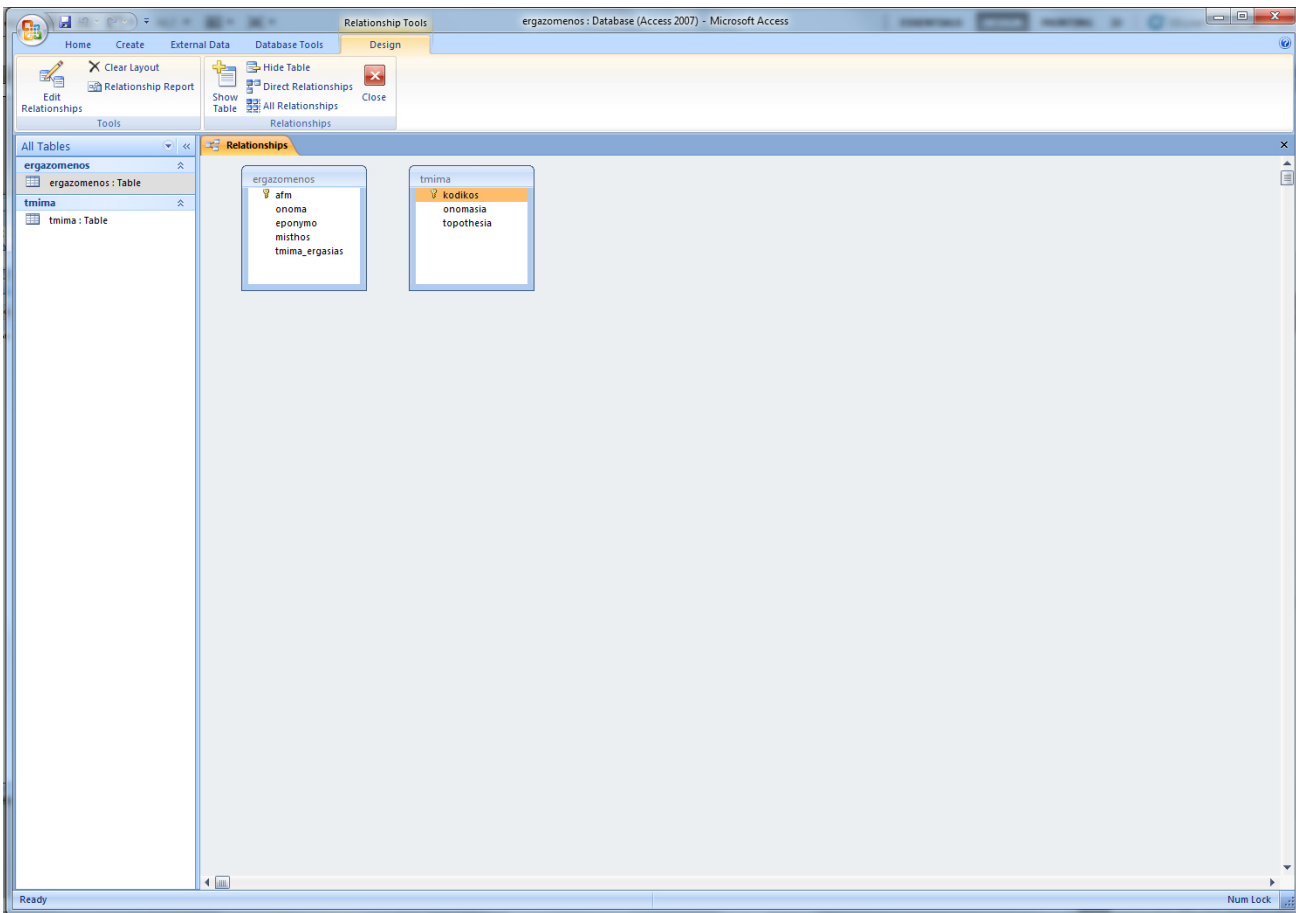 Relationship Tools
ergazomenos : Database (Access 2007) - Microsoft Access
Home Create External Data Database Tools Design
Edit Relationships
Clear Layout
Relationship Report
Tools
Show Table
Hide Table
Direct Relationships
All Relationships
Close
Relationships
All Tables
ergazomenos
ergazomenos : Table
tmima
tmima : Table
Relationships
ergazomenos
afm
onoma
eponymo
misthos
tmima_ergasias
tmima
kodikos
onomasia
topothesia
Ready
Num Lock